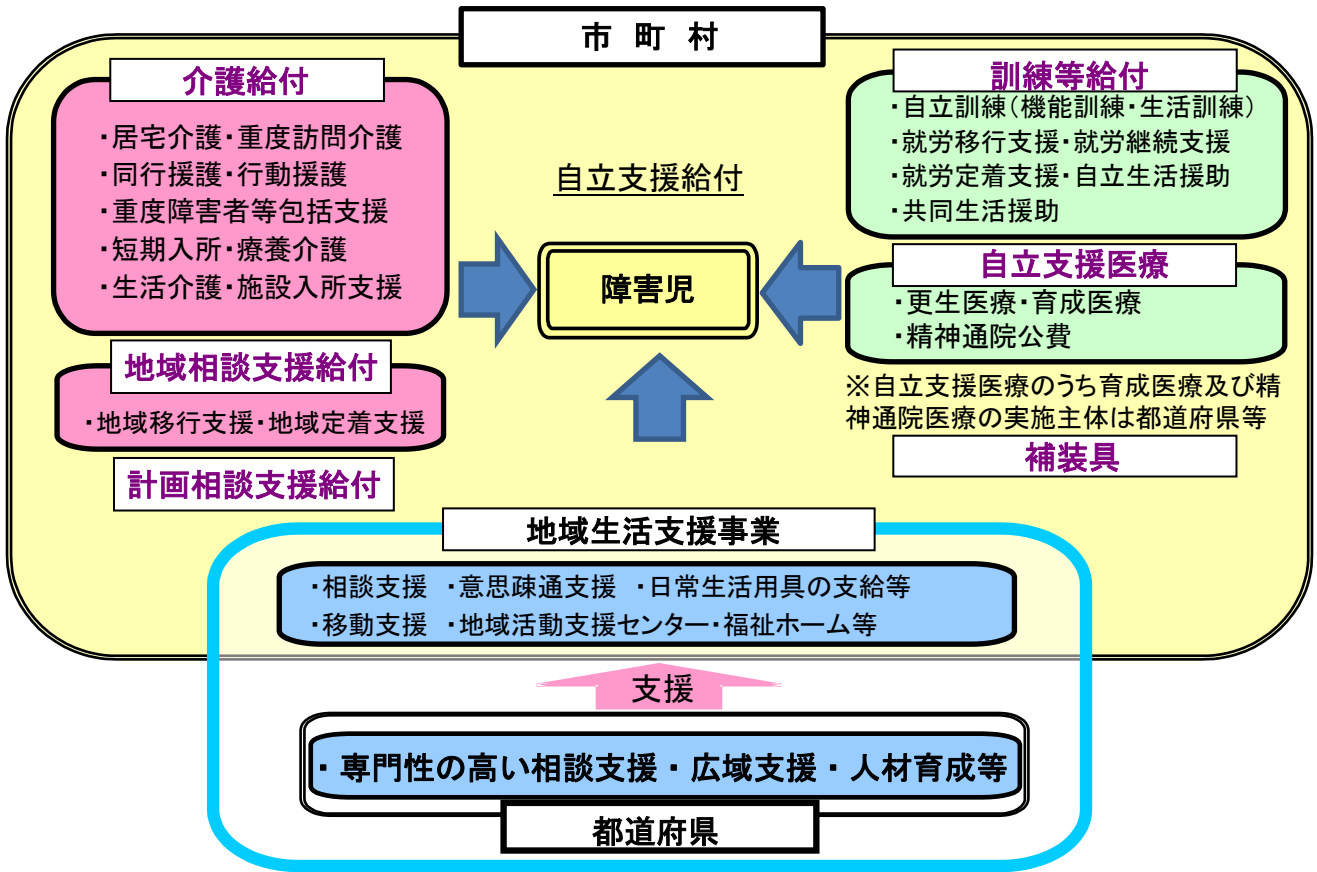 市 町 村
介護給付
・居宅介護・重度訪問介護
・同行援護・行動援護
・重度障害者等包括支援
・短期入所・療養介護
・生活介護・施設入所支援
地域相談支援給付
・地域移行支援・地域定着支援
計画相談支援給付
自立支援給付
障害児
訓練等給付
・自立訓練(機能訓練・生活訓練)
・就労移行支援・就労継続支援
・就労定着支援・自立生活援助
・共同生活援助
自立支援医療
・更生医療・育成医療
・精神通院公費
※自立支援医療のうち育成医療及び精
神通院医療の実施主体は都道府県等
補装具
地域生活支援事業
・相談支援 ・意思疎通支援 ・日常生活用具の支給等
・移動支援 ・地域活動支援センター・福祉ホーム等
支援
・専門性の高い相談支援・広域支援・人材育成等
都道府県